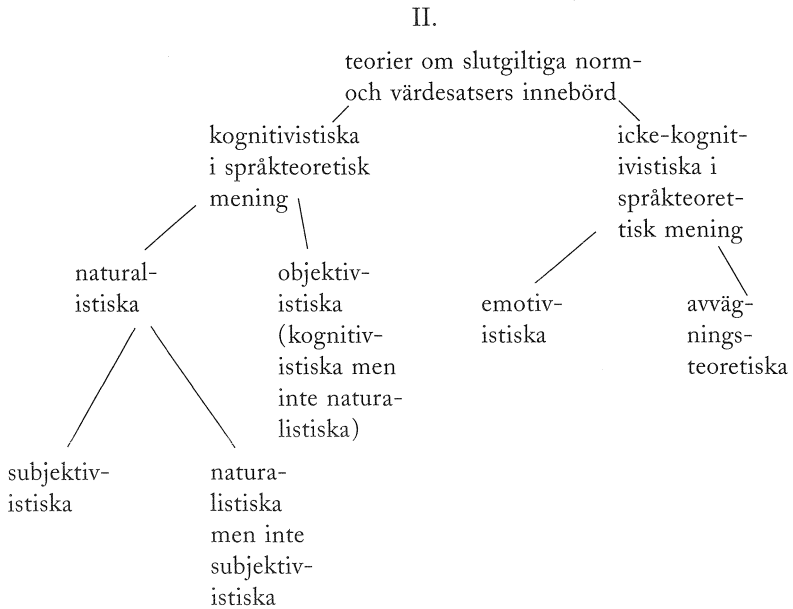 II.
teorier om slutgiltiga norm-
och värdesatsers innebörd
kognitivistiska
i språkteoretisk
mening
icke-kognit-
ivistiska i
språkteoret-
tisk mening
natural-
istiska
objektiv-
istiska
(kognitiv-
istiska men
inte natura-
listiska)
emotiv-
istiska
avväg-
nings-
teoretiska
subjektiv-
istiska
natura-
listiska
men inte
subjektiv-
istiska